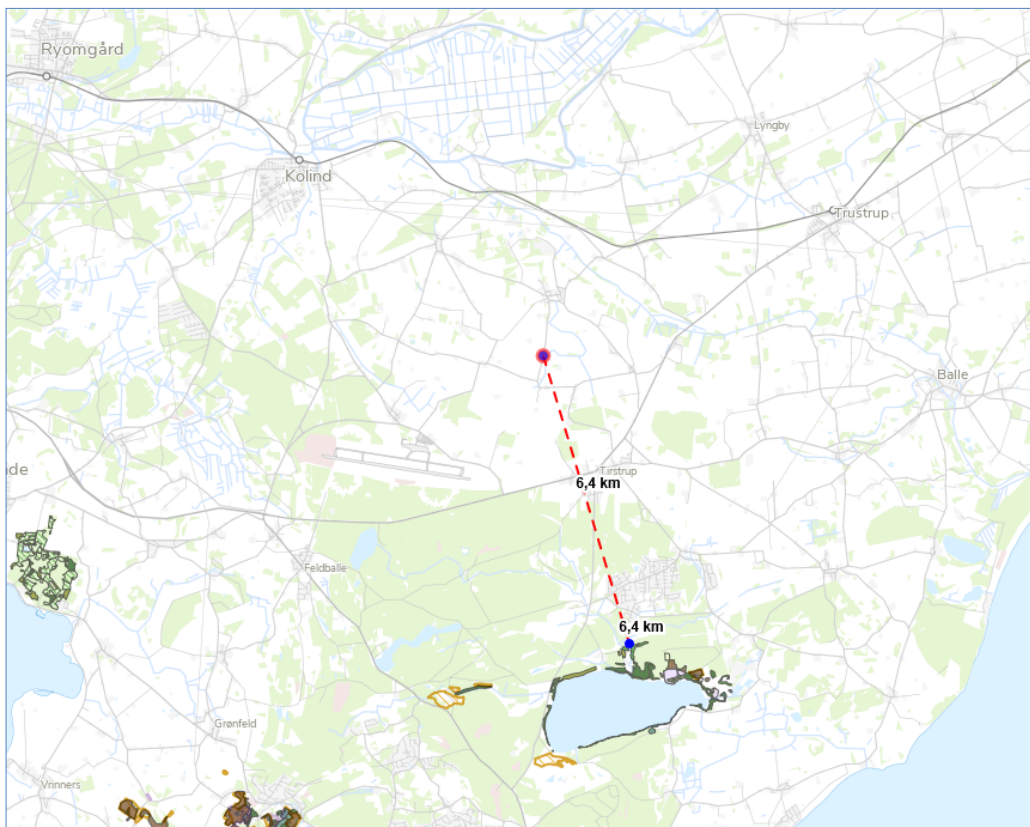 Ryomgård
Lyngby
Kolind
Trustrup
Balle
de
Tirstrup
6,4 km
Feldballe
6,4 km
Grønfeld
Vrinners